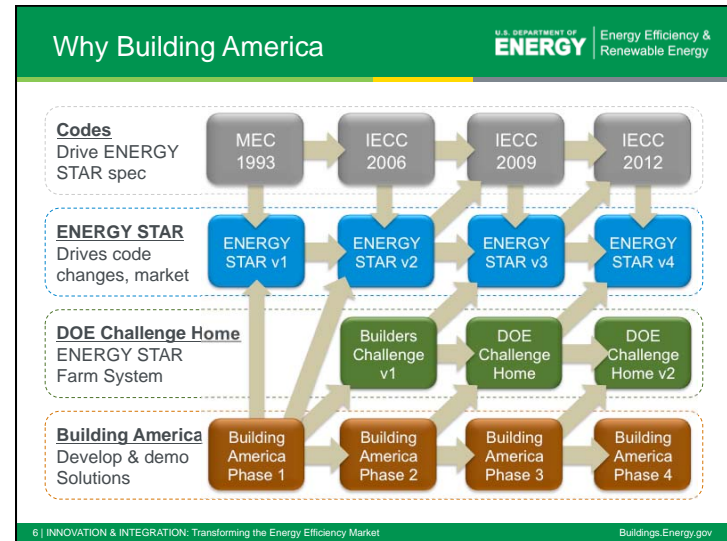 Why Building America
U.S. DEPARTMENT OF
ENERGY
Energy Efficiency &
Renewable Energy
Codes
Drive ENERGY
STAR spec
MEC
1993
IECC
2006
IECC
2009
IECC
2012
ENERGY STAR
Drives code
changes, market
ENERGY
STAR v1
ENERGY
STAR v2
ENERGY
STAR v3
ENERGY
STAR v4
DOE Challenge Home
ENERGY STAR
Farm System
Builders
Challenge
v1
DOE
Challenge
Home
DOE
Challenge
Home v2
Building America
Develop & demo
Solutions
Building
America
Phase 1
Building
America
Phase 2
Building
America
Phase 3
Building
America
Phase 4
6 | INNOVATION & INTEGRATION: Transforming the Energy Efficiency Market
Buildings.Energy.gov